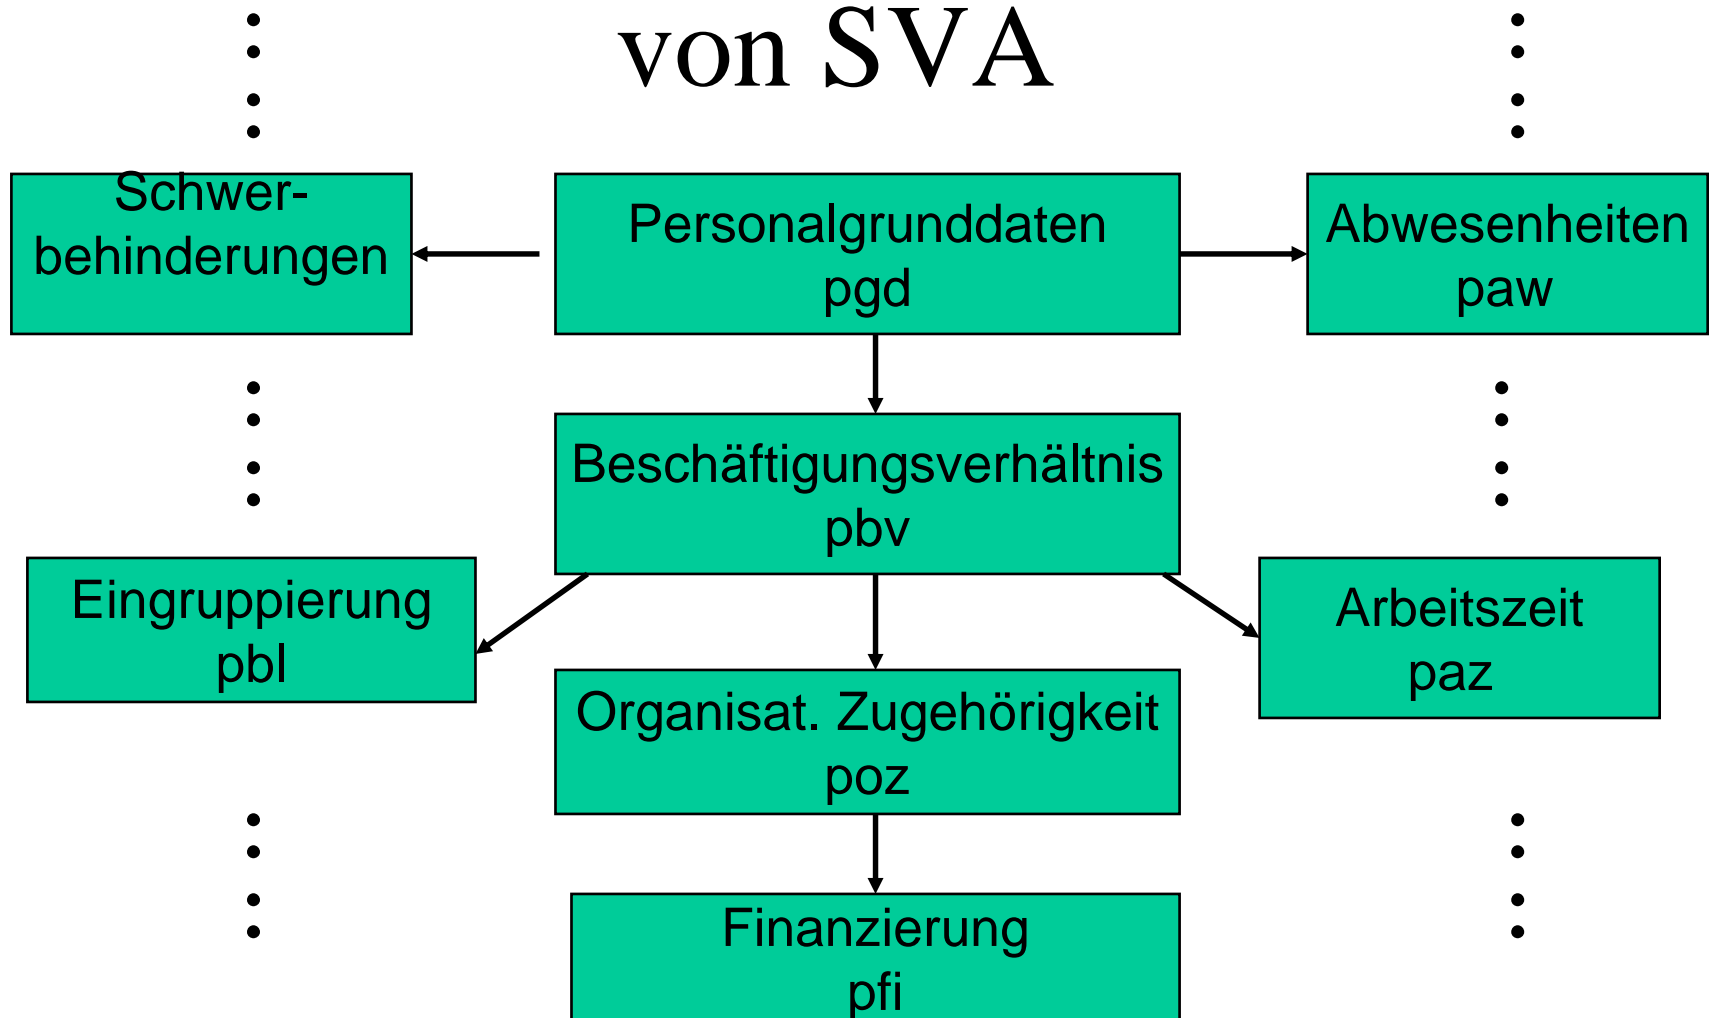 von SVA
Schwer-
behinderungen
Personalgrunddaten
pgd
Abwesenheiten
paw
Beschäftigungsverhältnis
pbv
Eingruppierung
pbl
Arbeitszeit
paz
Organisat. Zugehörigkeit
poz
Finanzierung
pfi